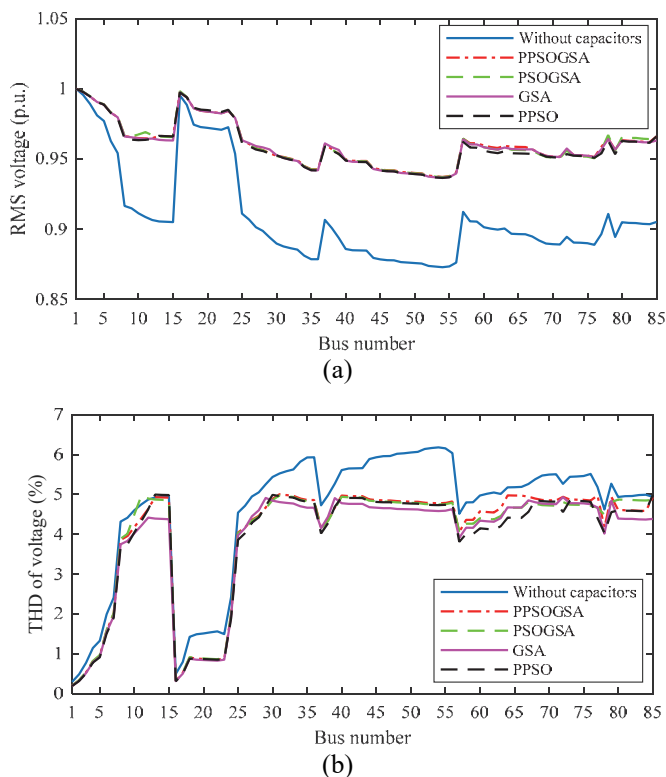 1.05
1
0.95
0.9
0.85
RMS voltage (p.u.)
Without capacitors
PPSOGSA
PSOGSA
GSA
PPSO
1 5 10 15 20 25 30 35 40 45 50 55 60 65 70 75 80 85
Bus number
(a)
7
6
5
4
3
2
1
0
THD of voltage (%)
Without capacitors
PPSOGSA
PSOGSA
GSA
PPSO
1 5 10 15 20 25 30 35 40 45 50 55 60 65 70 75 80 85
Bus number
(b)